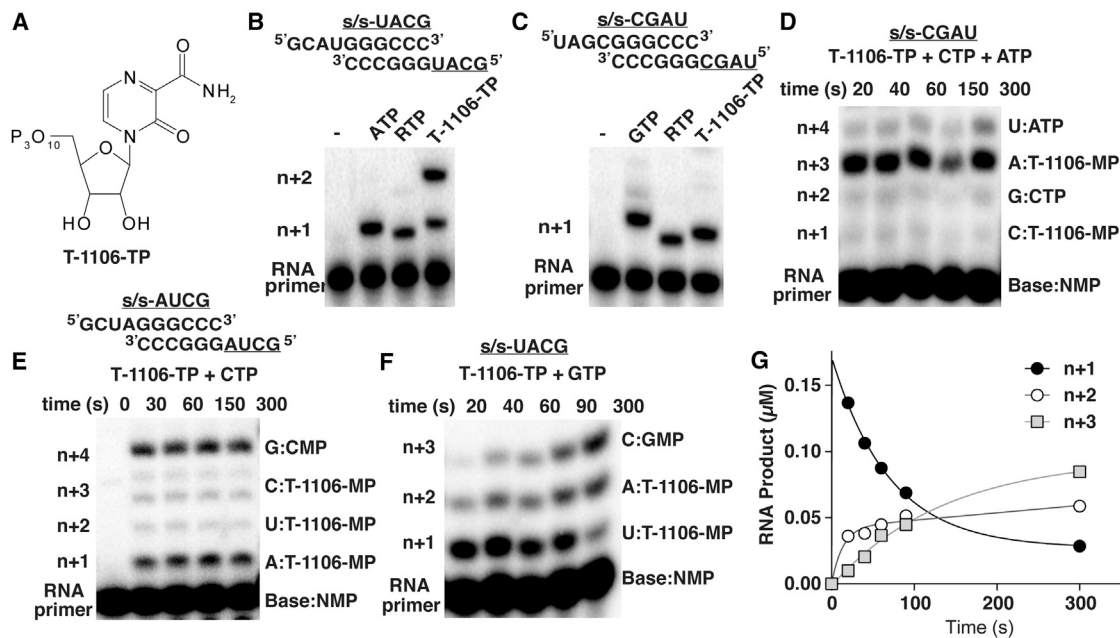 A
P3O10
N
N
O
NH2
O
O
HO
OH
T-1106-TP
B
s/s-UACG
5'GCAUGGGCCC3'
3'CCCGGGUACG5'
-
ATP
RTP
T-1106-TP
n+2
n+1
RNA
primer
C
s/s-CGAU
5'UAGCGGGCCC3'
3'CCCGGGCGAU5'
-
GTP
RTP
T-1106-TP
n+1
RNA
primer
D
s/s-CGAU
T-1106-TP + CTP + ATP
time (s) 20 40 60 150 300
n+4 U:ATP
n+3 A:T-1106-MP
n+2 G:CTP
n+1 C:T-1106-MP
RNA
primer
Base:NMP
s/s-AUCG
5'GCUAGGGCCC3'
3'CCCGGGAUCG5'
E
T-1106-TP + CTP
time (s) 0 30 60 150 300
n+4 G:CMP
n+3 C:T-1106-MP
n+2 U:T-1106-MP
n+1 A:T-1106-MP
RNA
primer
Base:NMP
F
s/s-UACG
T-1106-TP + GTP
time (s) 20 40 60 90 300
n+3 C:GMP
n+2 A:T-1106-MP
n+1 U:T-1106-MP
RNA
primer
Base:NMP
G
n+1
n+2
n+3
RNA Product (µM)
0.15
0.10
0.05
0.00
0 100 200 300
Time (s)